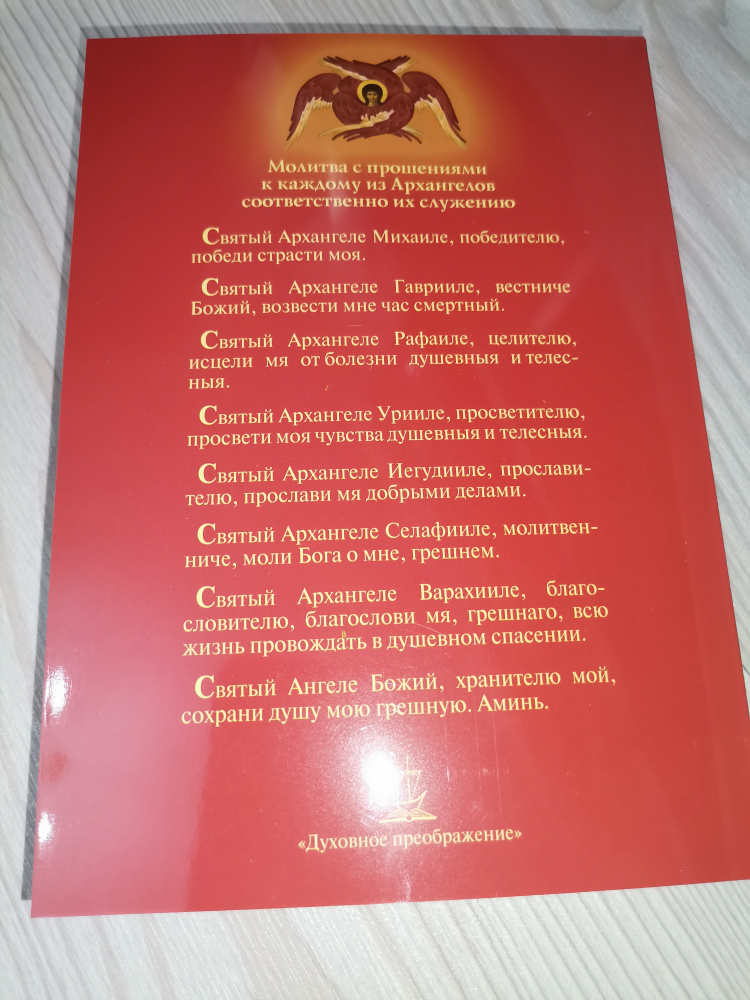 Молитва с прошениями
к каждому из Архангелов
соответственно их служению
Святый Архангеле Михаиле, победителю,
победи страсти моя.
Святый Архангеле Гаврииле, вестниче
Божий, возвести мне час смертный.
Святый Архангеле Рафаиле, целителю,
исцели мя от болезни душевныя и телес-
ныя.
Святый Архангеле Урииле, просветителю,
просвети моя чувства душевныя и телесныя.
Святый Архангеле Иегудииле, прослави-
телю, прослави мя добрыми делами.
Святый Архангеле Селафииле, молитвен-
ниче, моли Бога о мне, грешнем.
Святый Архангеле Варахииле, благо-
словителю, благослови мя, грешнаго, всю
жизнь провождать в душевном спасении.
Святый Ангеле Божий, хранителю мой,
сохрани душу мою грешную. Аминь.
«Духовное преображение»